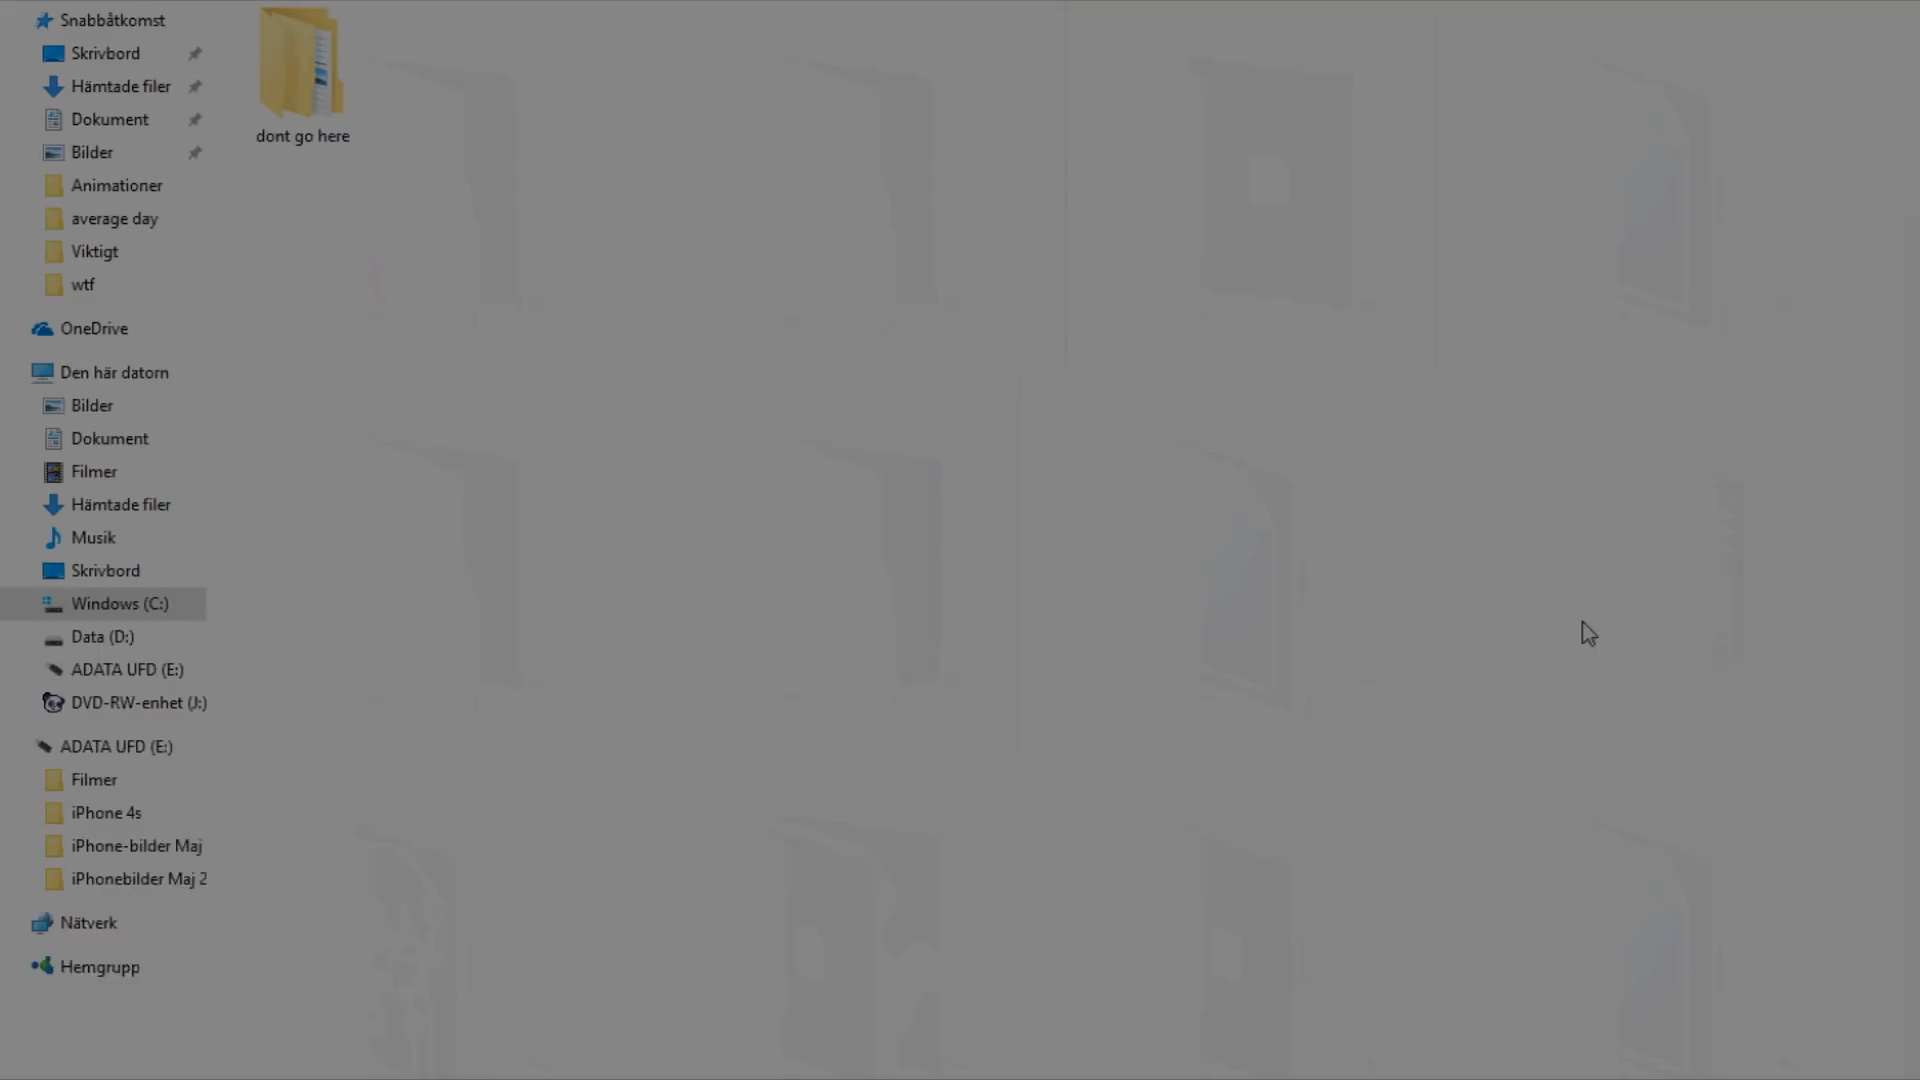 Snabbåtkomst
Skrivbord
Hämtade filer
Dokument
Bilder
Animationer
average day
Viktigt
wtf
OneDrive
Den här datorn
Bilder
Dokument
Filmer
Hämtade filer
Musik
Skrivbord
Windows (C:)
Data (D:)
ADATA UFD (E:)
DVD-RW-enhet (J:)
ADATA UFD (E:)
Filmer
iPhone 4s
iPhone-bilder Maj
iPhonebilder Maj 2
Nätverk
Hemgrupp
dont go here